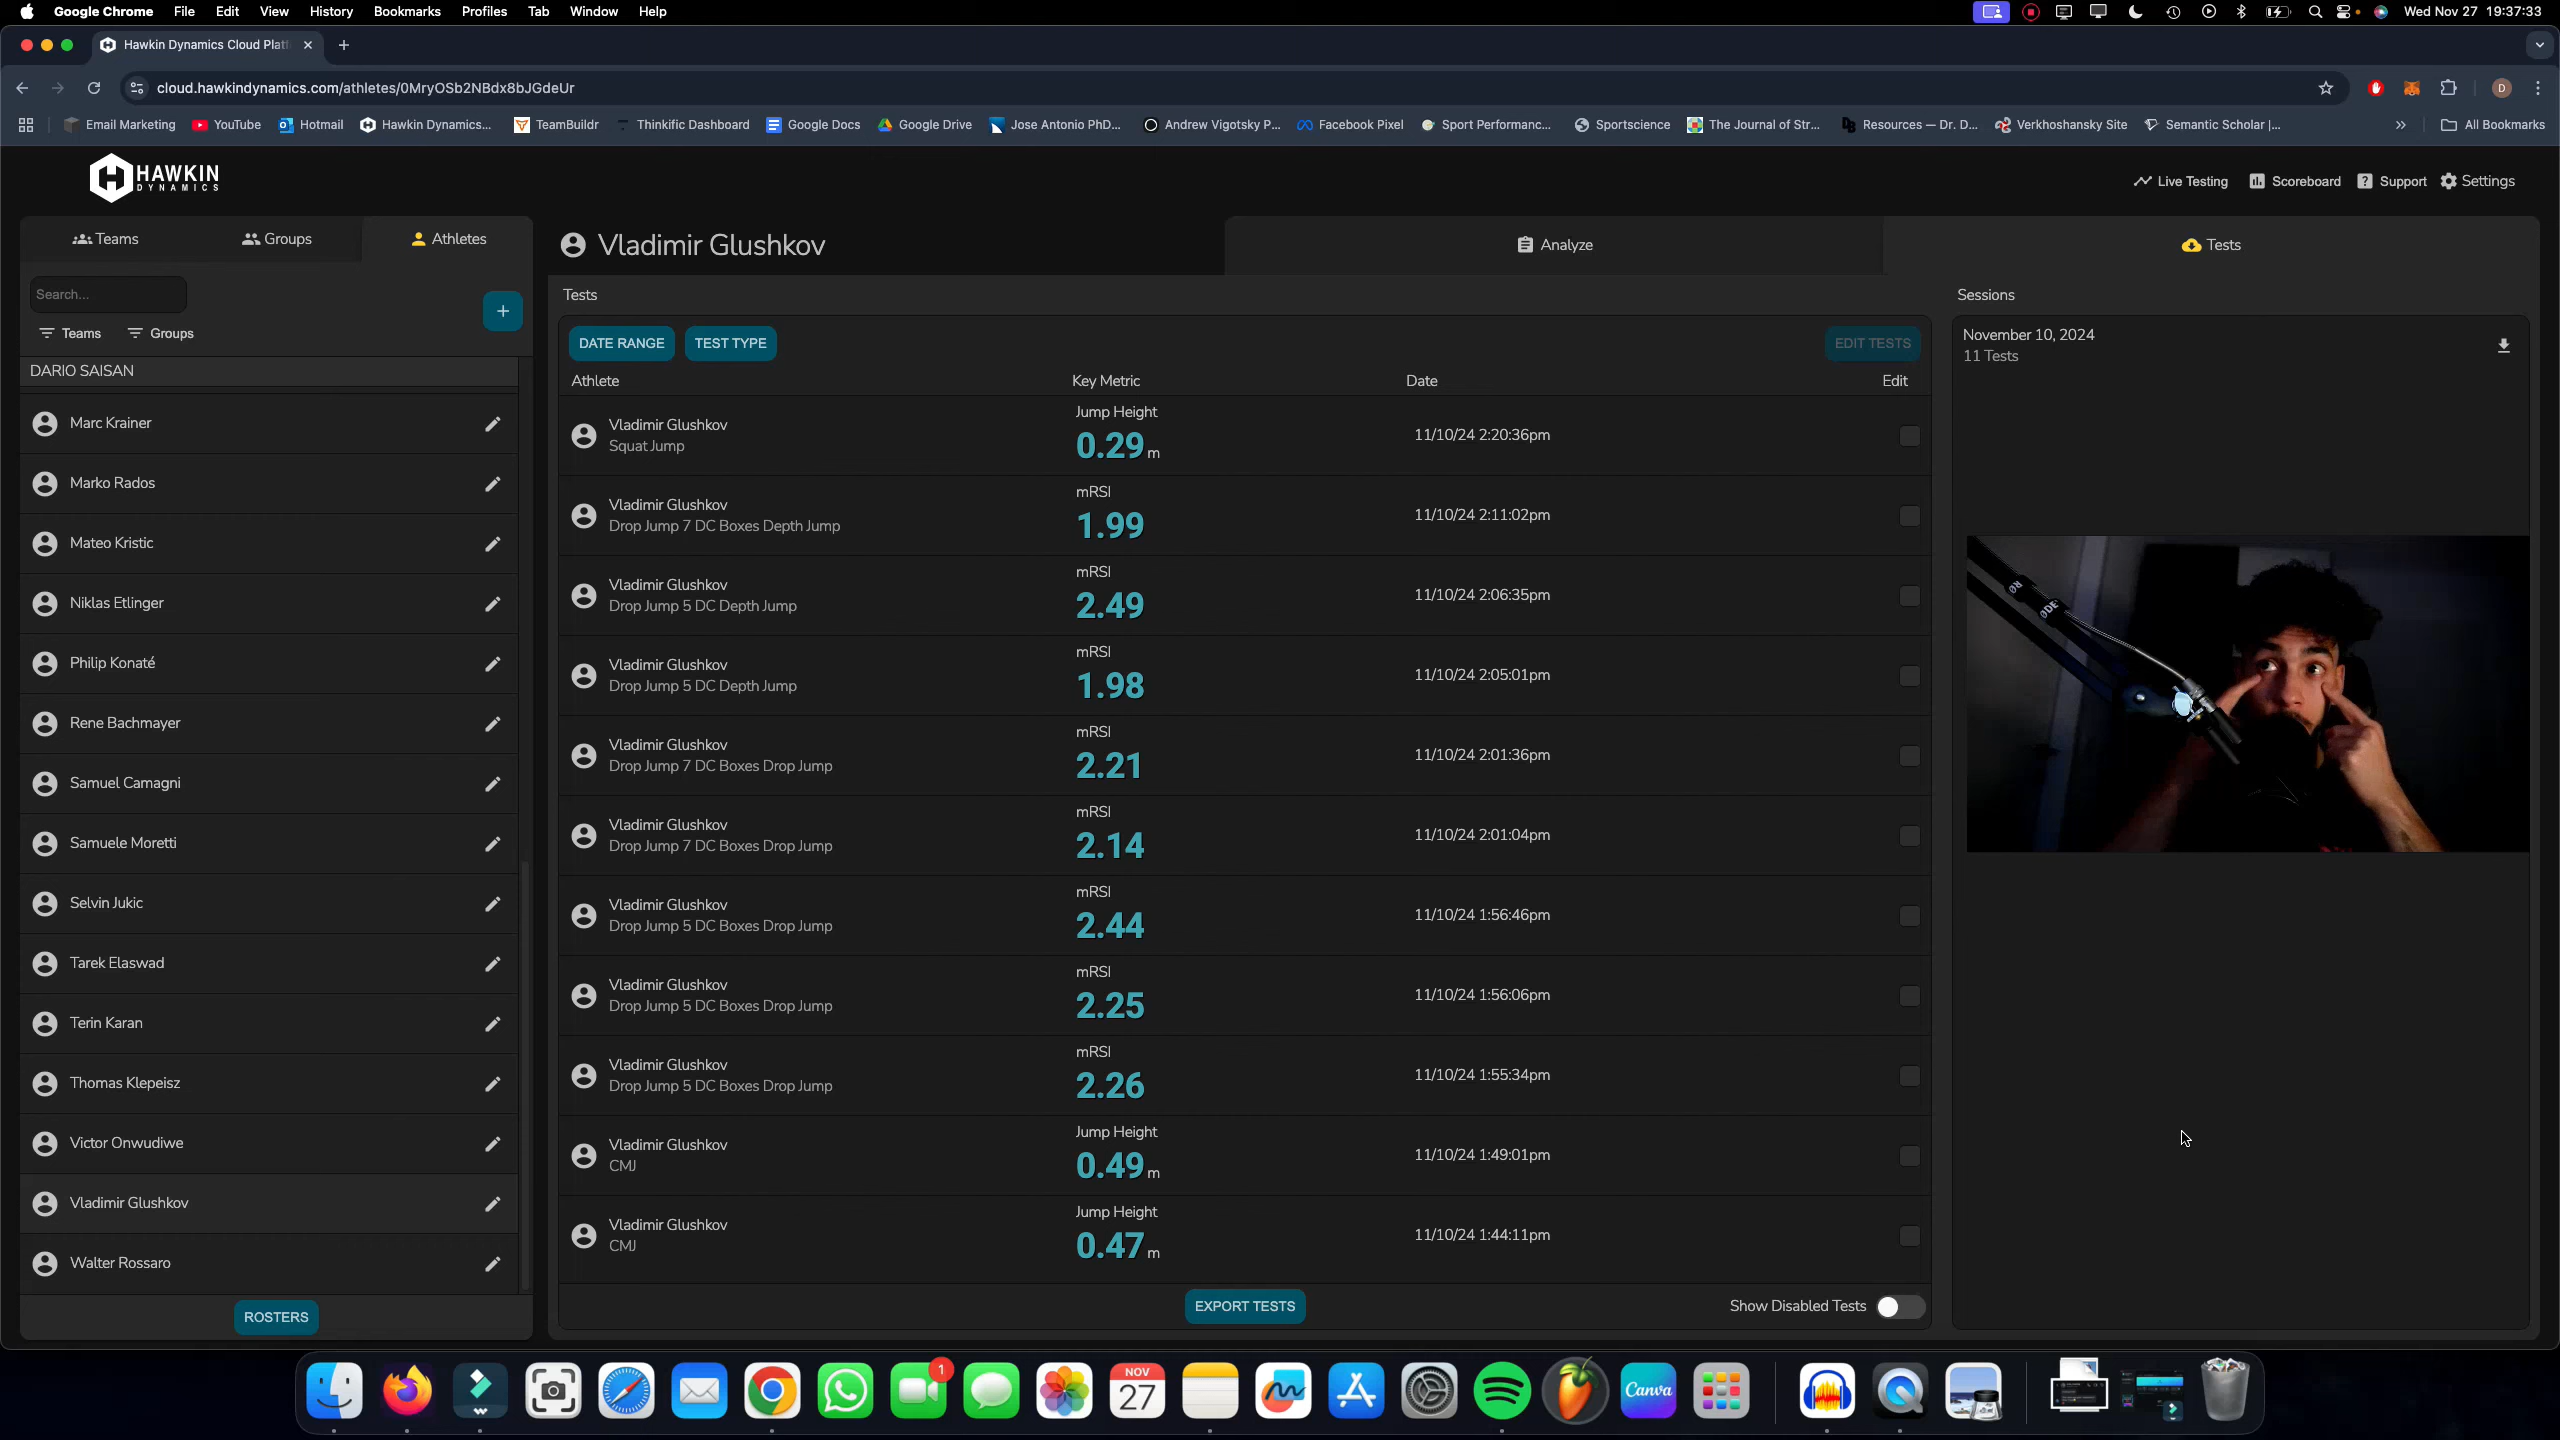 Google Chrome File Edit View History Bookmarks Profiles Tab Window Help
Wed Nov 27 19:37:33
Hawkin Dynamics Cloud Platf
cloud.hawkindynamics.com/athletes/0MryOSb2NBdx8bJGdeUr
D
Email Marketing YouTube Hotmail Hawkin Dynamics... TeamBuildr Thinkific Dashboard Google Docs Google Drive Jose Antonio PhD... Andrew Vigotsky P... Facebook Pixel Sport Performanc... Sportscience The Journal of Str... Resources — Dr. D... Verkhoshansky Site Semantic Scholar |... All Bookmarks
HAWKIN
DYNAMICS
Live Testing Scoreboard Support Settings
Teams Groups Athletes
Search...
+
Teams Groups
DARIO SAISAN
Marc Krainer
Marko Rados
Mateo Kristic
Niklas Etlinger
Philip Konaté
Rene Bachmayer
Samuel Camagni
Samuele Moretti
Selvin Jukic
Tarek Elaswad
Terin Karan
Thomas Klepeisz
Victor Onwudiwe
Vladimir Glushkov
Walter Rossaro
ROSTERS
Vladimir Glushkov
Analyze
Tests
Tests
DATE RANGE TEST TYPE EDIT TESTS
Athlete Key Metric Date Edit
Vladimir Glushkov
Squat Jump
Jump Height
0.29 m
11/10/24 2:20:36pm
Vladimir Glushkov
Drop Jump 7 DC Boxes Depth Jump
mRSI
1.99
11/10/24 2:11:02pm
Vladimir Glushkov
Drop Jump 5 DC Depth Jump
mRSI
2.49
11/10/24 2:06:35pm
Vladimir Glushkov
Drop Jump 5 DC Depth Jump
mRSI
1.98
11/10/24 2:05:01pm
Vladimir Glushkov
Drop Jump 7 DC Boxes Drop Jump
mRSI
2.21
11/10/24 2:01:36pm
Vladimir Glushkov
Drop Jump 7 DC Boxes Drop Jump
mRSI
2.14
11/10/24 2:01:04pm
Vladimir Glushkov
Drop Jump 5 DC Boxes Drop Jump
mRSI
2.44
11/10/24 1:56:46pm
Vladimir Glushkov
Drop Jump 5 DC Boxes Drop Jump
mRSI
2.25
11/10/24 1:56:06pm
Vladimir Glushkov
Drop Jump 5 DC Boxes Drop Jump
mRSI
2.26
11/10/24 1:55:34pm
Vladimir Glushkov
CMJ
Jump Height
0.49 m
11/10/24 1:49:01pm
Vladimir Glushkov
CMJ
Jump Height
0.47 m
11/10/24 1:44:11pm
EXPORT TESTS
Show Disabled Tests
Sessions
November 10, 2024
11 Tests
1
NOV
27
Canva